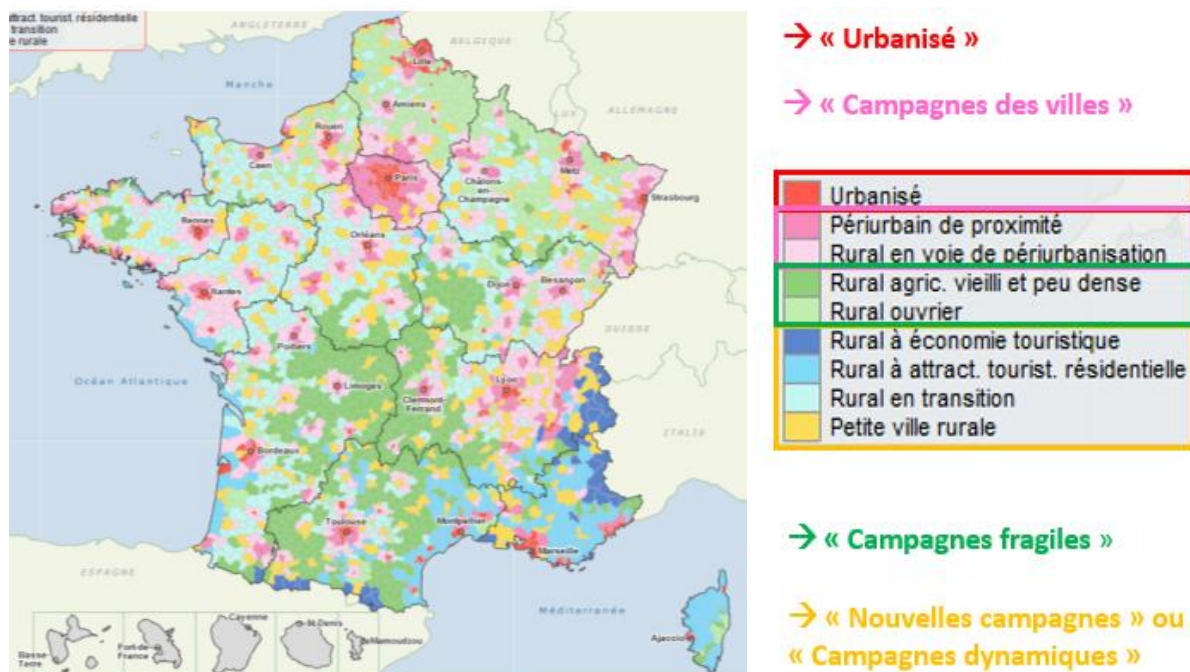 attract. tourist. résidentielle
transition
e rurale
ANGLETERRE
BELGIQUE
LUX
ALLEMAGNE
Manche
Lille
Amiens
Rouen
Caen
Paris
Châlons-
en-
Champagne
Metz
Strasbourg
Rennes
Orléans
Nantes
Dijon
Besançon
SUISSE
Poitiers
Océan Atlantique
Limoges
Clermont-
Ferrand
Lyon
ITALIE
Bordeaux
Toulouse
Montpellier
Marseille
ESPAGNE
Méditerranée
Ajaccio
Basse-
Terre
Fort-de-
France
Cayenne
St-Denis
Mamoudzou
→ « Urbanisé »
→ « Campagnes des villes »
Urbanisé
Périurbain de proximité
Rural en voie de périurbanisation
Rural agric. vieilli et peu dense
Rural ouvrier
Rural à économie touristique
Rural à attract. tourist. résidentielle
Rural en transition
Petite ville rurale
→ « Campagnes fragiles »
→ « Nouvelles campagnes » ou
« Campagnes dynamiques »